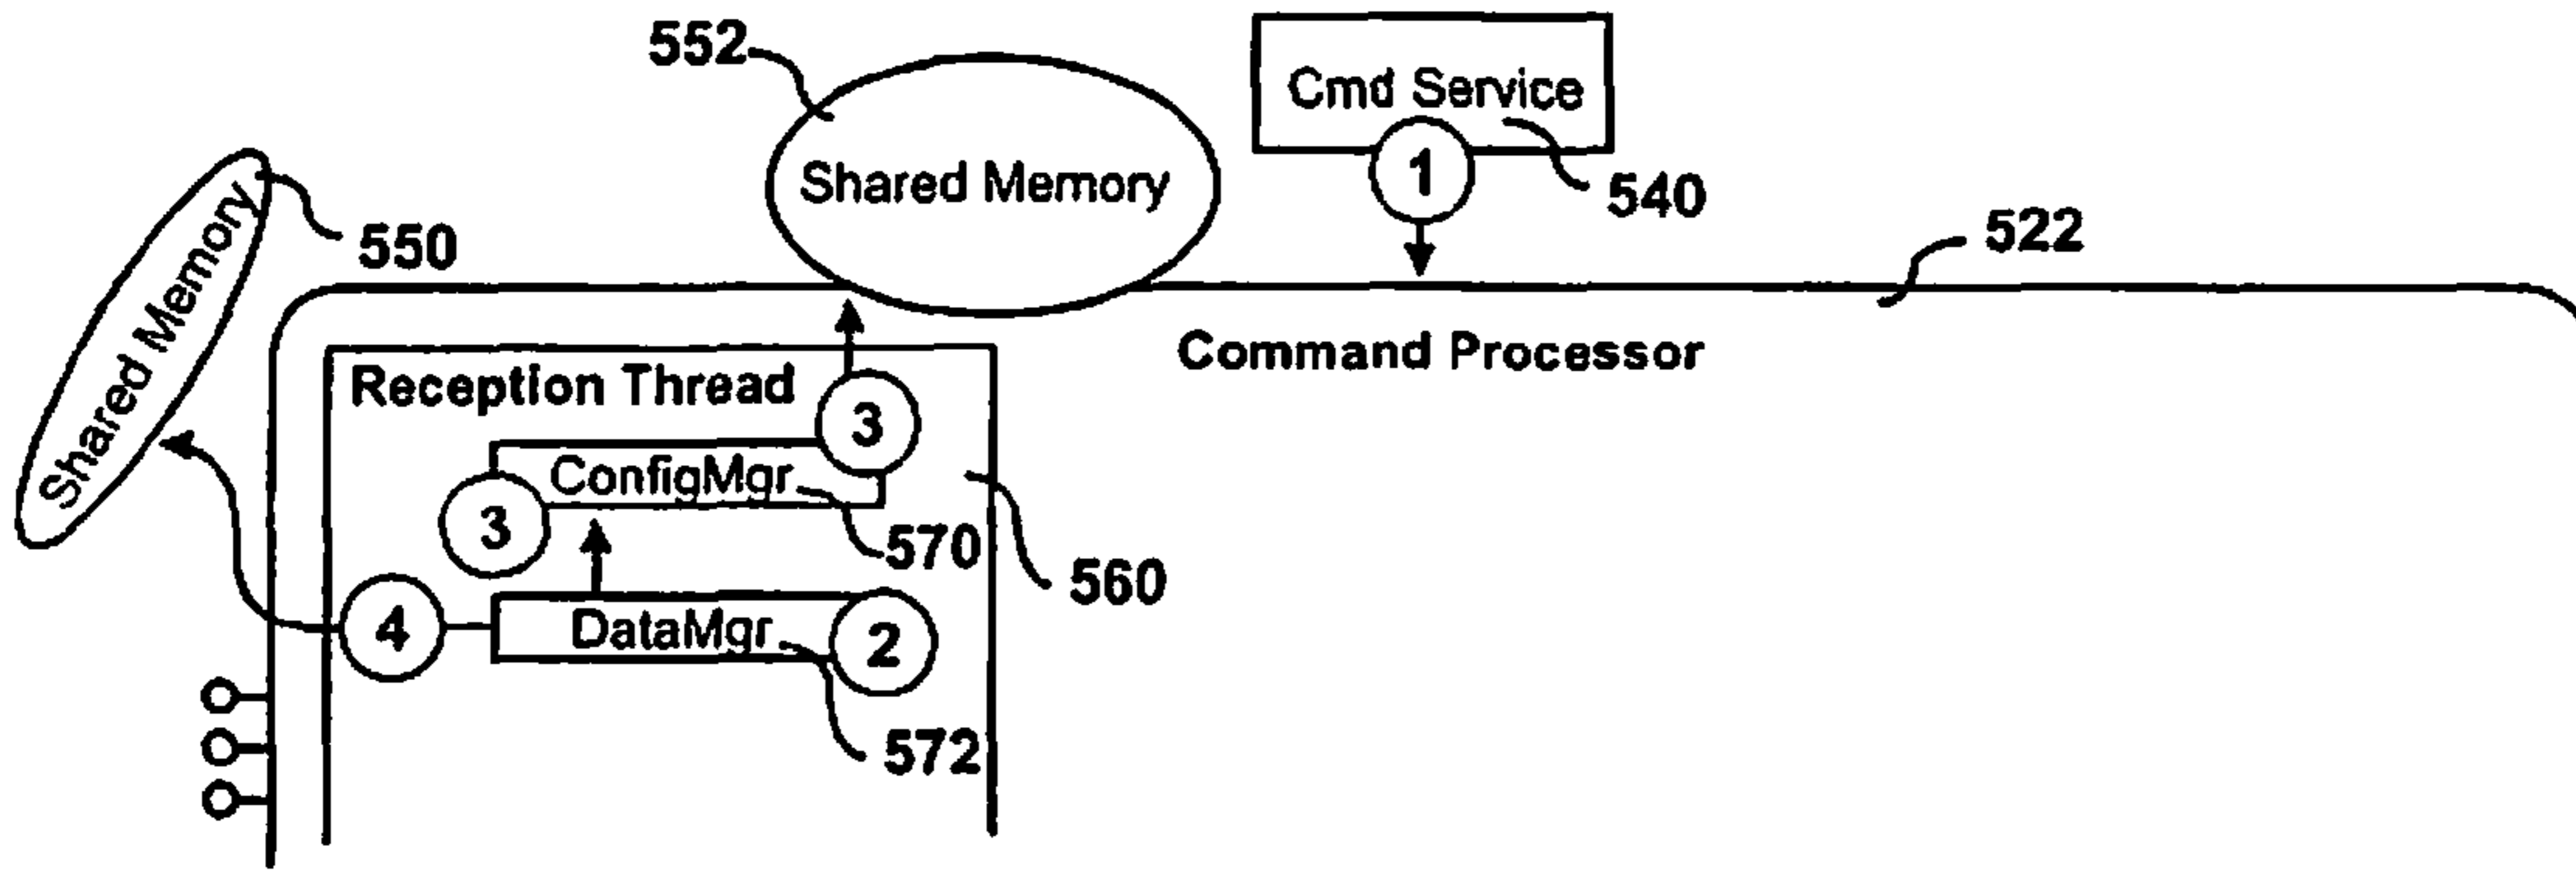 552
Cmd Service
Shared Memory
1
540
550
522
Shared Memory
Command Processor
Reception Thread
3
ConfigMgr
3
570
560
4
DataMgr
2
572